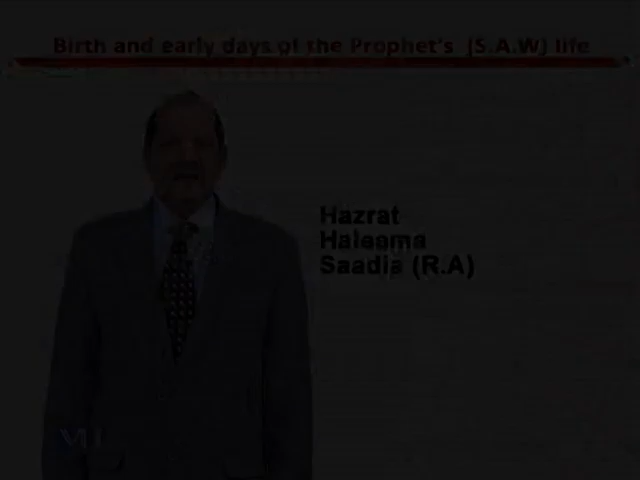 Birth and early days of the Prophet's (S.A.W) life
Hazrat
Haleema
Saadia (R.A)